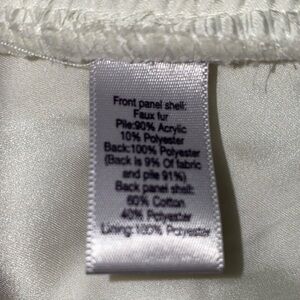 Front panel shell:
Faux fur
Pile:90% Acrylic
10% Polyester
Back:100% Polyester
(Back is 9% Of fabric
and pile 91%)
Back panel shell:
60% Cotton
40% Polyester
Lining:100% Polyester